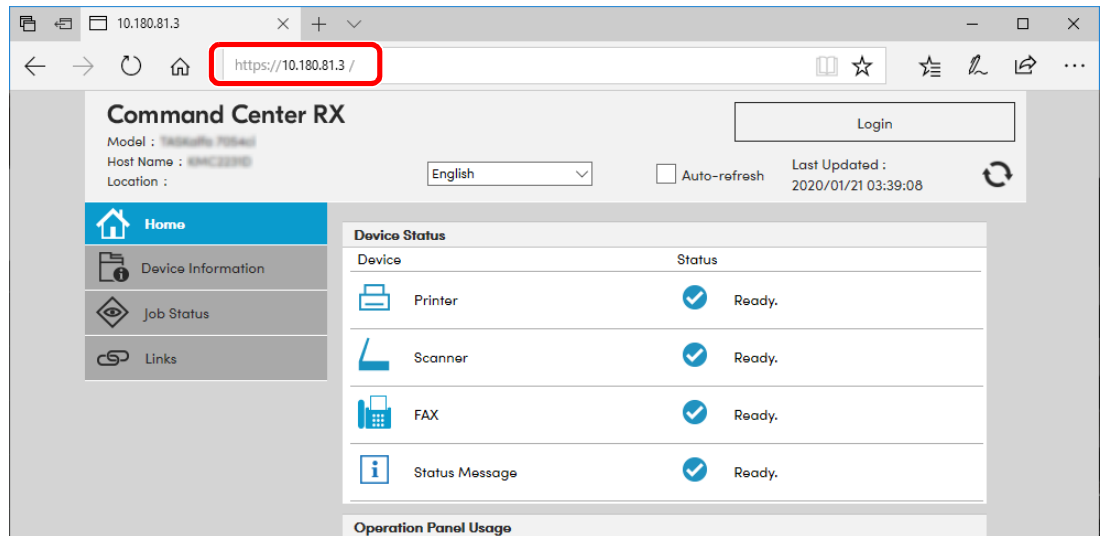 10.180.81.3
https://10.180.81.3 /
Command Center RX
Login
Model :
Host Name :
Location :
English
Auto-refresh
Last Updated :
2020/01/21 03:39:08
Home
Device Information
Job Status
Links
Device Status
Device Status
Printer Ready.
Scanner Ready.
FAX Ready.
Status Message Ready.
Operation Panel Usage